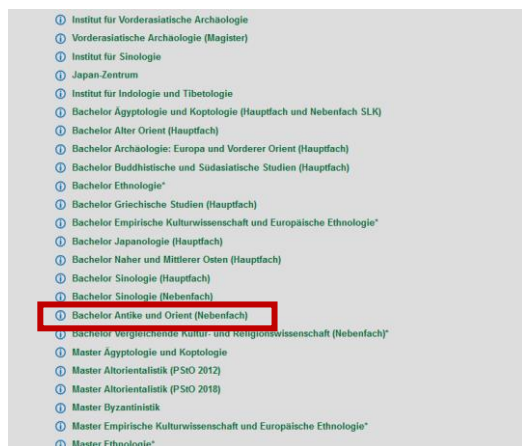 Institut für Vorderasiatische Archäologie
Vorderasiatische Archäologie (Magister)
Institut für Sinologie
Japan-Zentrum
Institut für Indologie und Tibetologie
Bachelor Ägyptologie und Koptologie (Hauptfach und Nebenfach SLK)
Bachelor Alter Orient (Hauptfach)
Bachelor Archäologie: Europa und Vorderer Orient (Hauptfach)
Bachelor Buddhistische und Südasiatische Studien (Hauptfach)
Bachelor Ethnologie*
Bachelor Griechische Studien (Hauptfach)
Bachelor Empirische Kulturwissenschaft und Europäische Ethnologie*
Bachelor Japanologie (Hauptfach)
Bachelor Naher und Mittlerer Osten (Hauptfach)
Bachelor Sinologie (Hauptfach)
Bachelor Sinologie (Nebenfach)
Bachelor Antike und Orient (Nebenfach)
Bachelor Vergleichende Kultur- und Religionswissenschaft (Nebenfach)*
Master Ägyptologie und Koptologie
Master Altorientalistik (PStO 2012)
Master Altorientalistik (PStO 2018)
Master Byzantinistik
Master Empirische Kulturwissenschaft und Europäische Ethnologie*
Master Ethnologie*